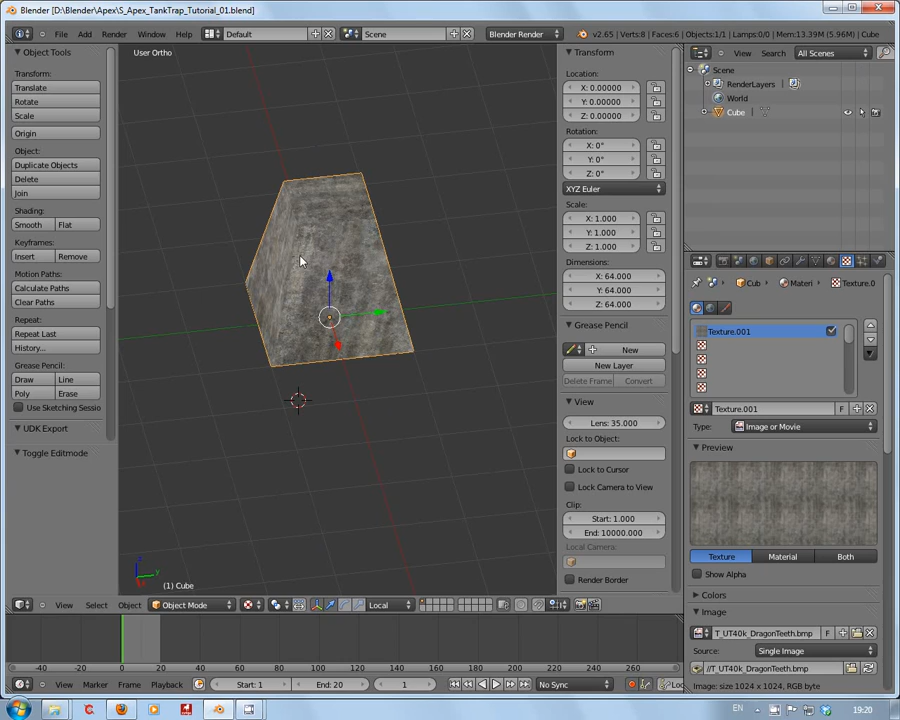 Blender [D:\Blender\Apex\S_Apex_TankTrap_Tutorial_01.blend]
File Add Render Window Help Default Scene Blender Render v2.65 | Verts:8 | Faces:6 | Objects:1/1 | Lamps:0/0 | Mem:13.39M (5.96M) | Cube
Object Tools
Transform:
Translate
Rotate
Scale
Origin
Object:
Duplicate Objects
Delete
Join
Shading:
Smooth Flat
Keyframes:
Insert Remove
Motion Paths:
Calculate Paths
Clear Paths
Repeat:
Repeat Last
History...
Grease Pencil:
Draw Line
Poly Erase
Use Sketching Sessio
UDK Export
Toggle Editmode
User Ortho
(1) Cube
Transform
Location:
X: 0.00000
Y: 0.00000
Z: 0.00000
Rotation:
X: 0°
Y: 0°
Z: 0°
XYZ Euler
Scale:
X: 1.000
Y: 1.000
Z: 1.000
Dimensions:
X: 64.000
Y: 64.000
Z: 64.000
Grease Pencil
New
New Layer
Delete Frame Convert
View
Lens: 35.000
Lock to Object:
Lock to Cursor
Lock Camera to View
Clip:
Start: 1.000
End: 10000.000
Local Camera:
Render Border
View Search All Scenes
Scene
RenderLayers
World
Cube
Cub Materi Texture.0
Texture.001
Texture.001 F
Type: Image or Movie
Preview
Texture Material Both
Show Alpha
Colors
Image
T_UT40k_DragonTeeth.bmp F
Source: Single Image
//T_UT40k_DragonTeeth.bmp
Image: size 1024 x 1024, RGB byte
View Select Object Object Mode Local
-40 -20 0 20 40 60 80 100 120 140 160 180 200 220 240 260
View Marker Frame Playback Start: 1 End: 20 1 No Sync
EN 19:20